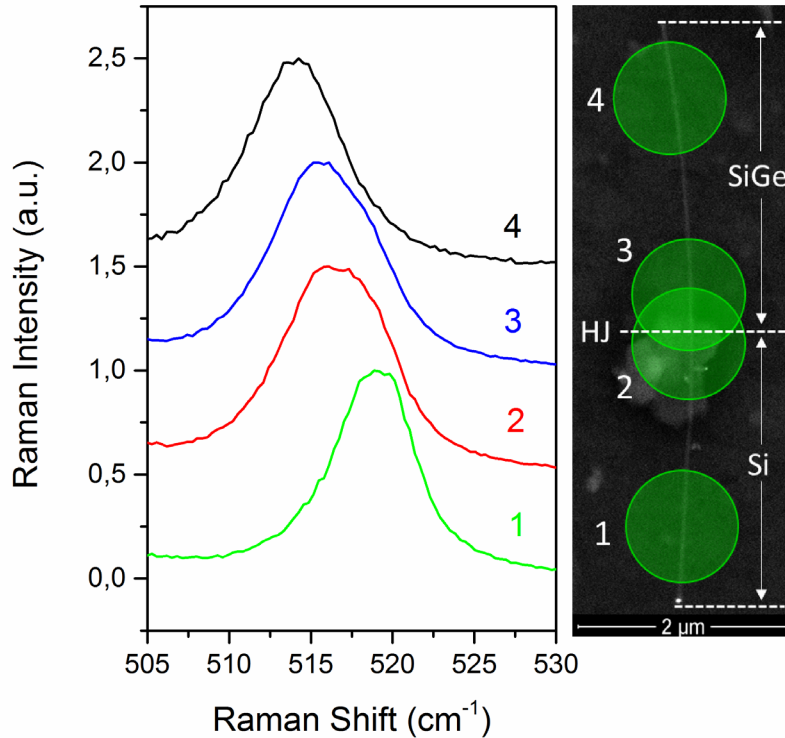 Raman Intensity (a.u.)
2,5
2,0
1,5
1,0
0,5
0,0
4
3
2
1
505 510 515 520 525 530
Raman Shift (cm⁻¹)
4
SiGe
3
HJ
2
Si
1
2 µm